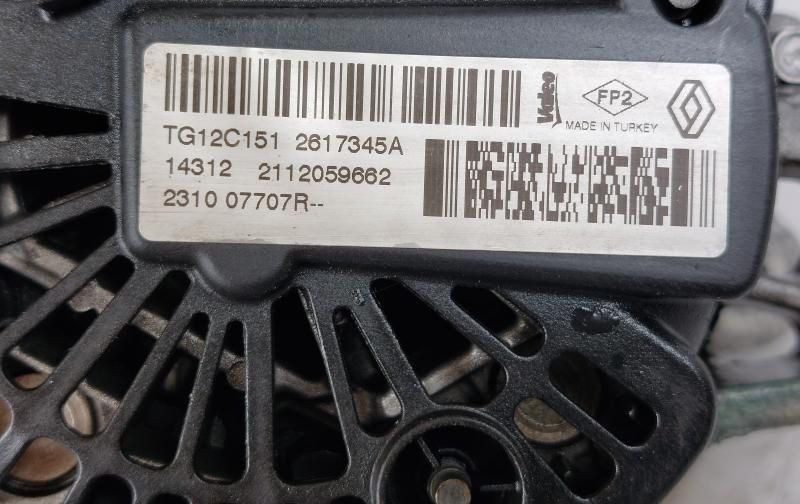 Valeo
FP2
MADE IN TURKEY
TG12C151 2617345A
14312 2112059662
2310 07707R--